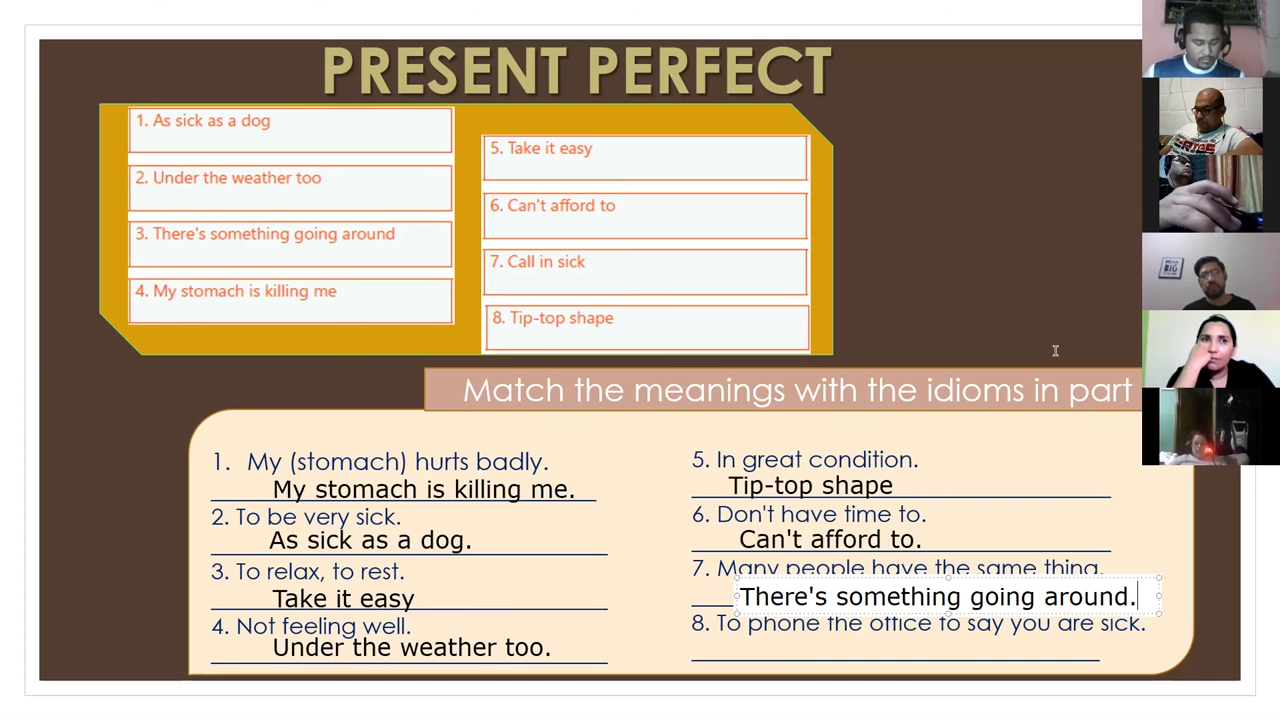 PRESENT PERFECT
1. As sick as a dog
2. Under the weather too
3. There's something going around
4. My stomach is killing me
5. Take it easy
6. Can't afford to
7. Call in sick
8. Tip-top shape
Match the meanings with the idioms in part
1. My (stomach) hurts badly.
My stomach is killing me.
2. To be very sick.
As sick as a dog.
3. To relax, to rest.
Take it easy
4. Not feeling well.
Under the weather too.
5. In great condition.
Tip-top shape
6. Don't have time to.
Can't afford to.
7. Many people have the same thing.
There's something going around.
8. To phone the office to say you are sick.
BIG